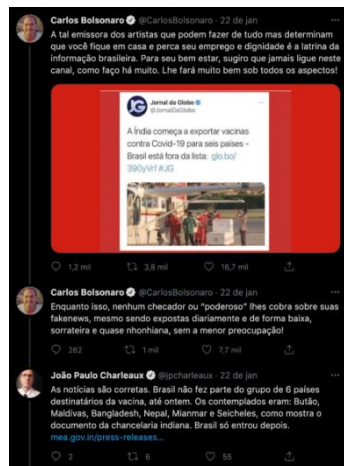 Carlos Bolsonaro @CarlosBolsonaro · 22 de jan
A tal emissora dos artistas que podem fazer de tudo mas determinam
que você fique em casa e perca seu emprego e dignidade é a latrina da
informação brasileira. Para seu bem estar, sugiro que jamais ligue neste
canal, como faço há muito. Lhe fará muito bem sob todos os aspectos!
JG
Jornal da Globo
@JornalDaGlobo
A Índia começa a exportar vacinas
contra Covid-19 para seis países -
Brasil está fora da lista: glo.bo/
390yVrf #JG
1,2 mil 3,8 mil 16,7 mil
Carlos Bolsonaro @CarlosBolsonaro · 22 de jan
Enquanto isso, nenhum checador ou "poderoso" lhes cobra sobre suas
fakenews, mesmo sendo expostas diariamente e de forma baixa,
sorrateira e quase nhonhiana, sem a menor preocupação!
262 1 mil 7,7 mil
João Paulo Charleaux @jpcharleaux · 22 de jan
As notícias são corretas. Brasil não fez parte do grupo de 6 países
destinatários da vacina, até ontem. Os contemplados eram: Butão,
Maldivas, Bangladesh, Nepal, Mianmar e Seicheles, como mostra o
documento da chancelaria indiana. Brasil só entrou depois.
mea.gov.in/press-releases...
2 6 55